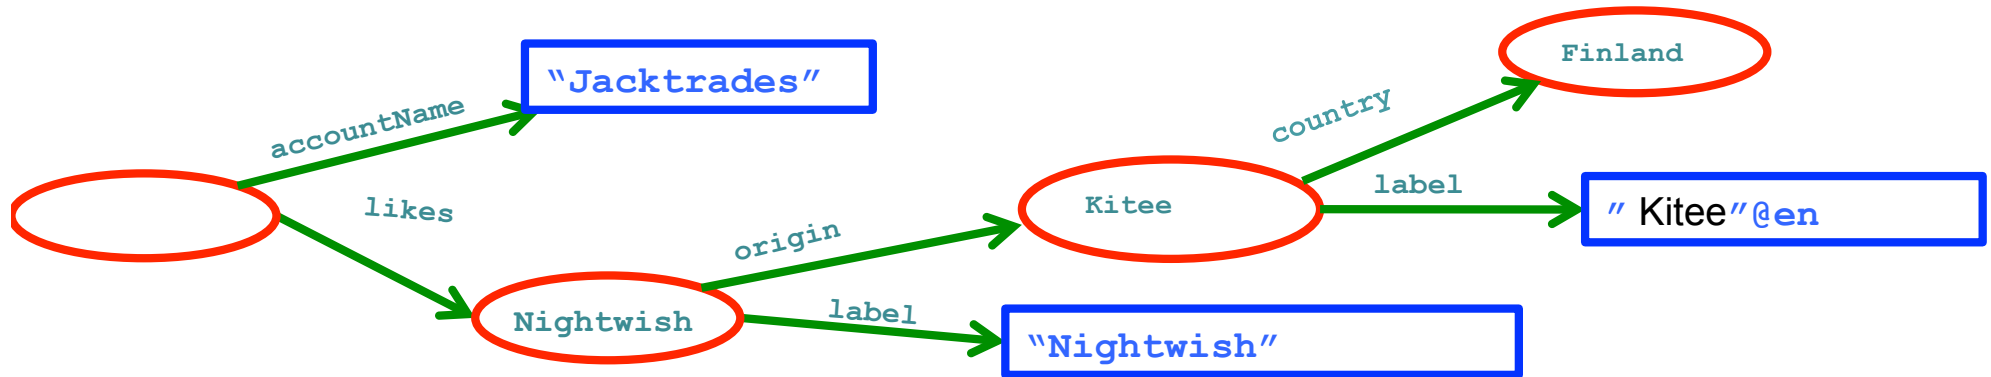 Finland
“Jacktrades”
accountName
country
label
likes
Kitee
” Kitee”@en
origin
label
Nightwish
“Nightwish”